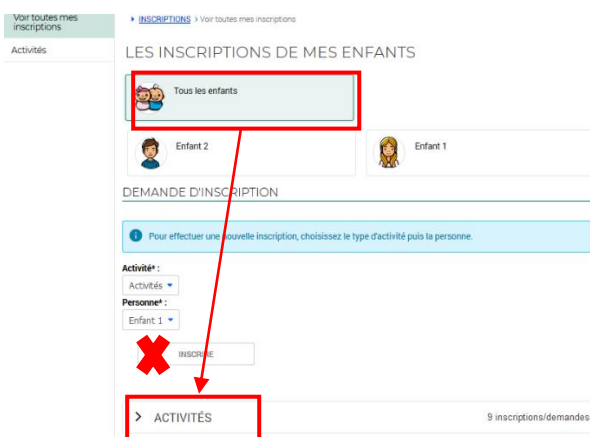 Voir toutes mes
inscriptions
Activités
INSCRIPTIONS > Voir toutes mes inscriptions
LES INSCRIPTIONS DE MES ENFANTS
Tous les enfants
Enfant 2
Enfant 1
DEMANDE D'INSCRIPTION
Pour effectuer une nouvelle inscription, choisissez le type d'activité puis la personne.
Activité* :
Activités
Personne* :
Enfant 1
INSCRIRE
ACTIVITÉS
9 inscriptions/demandes